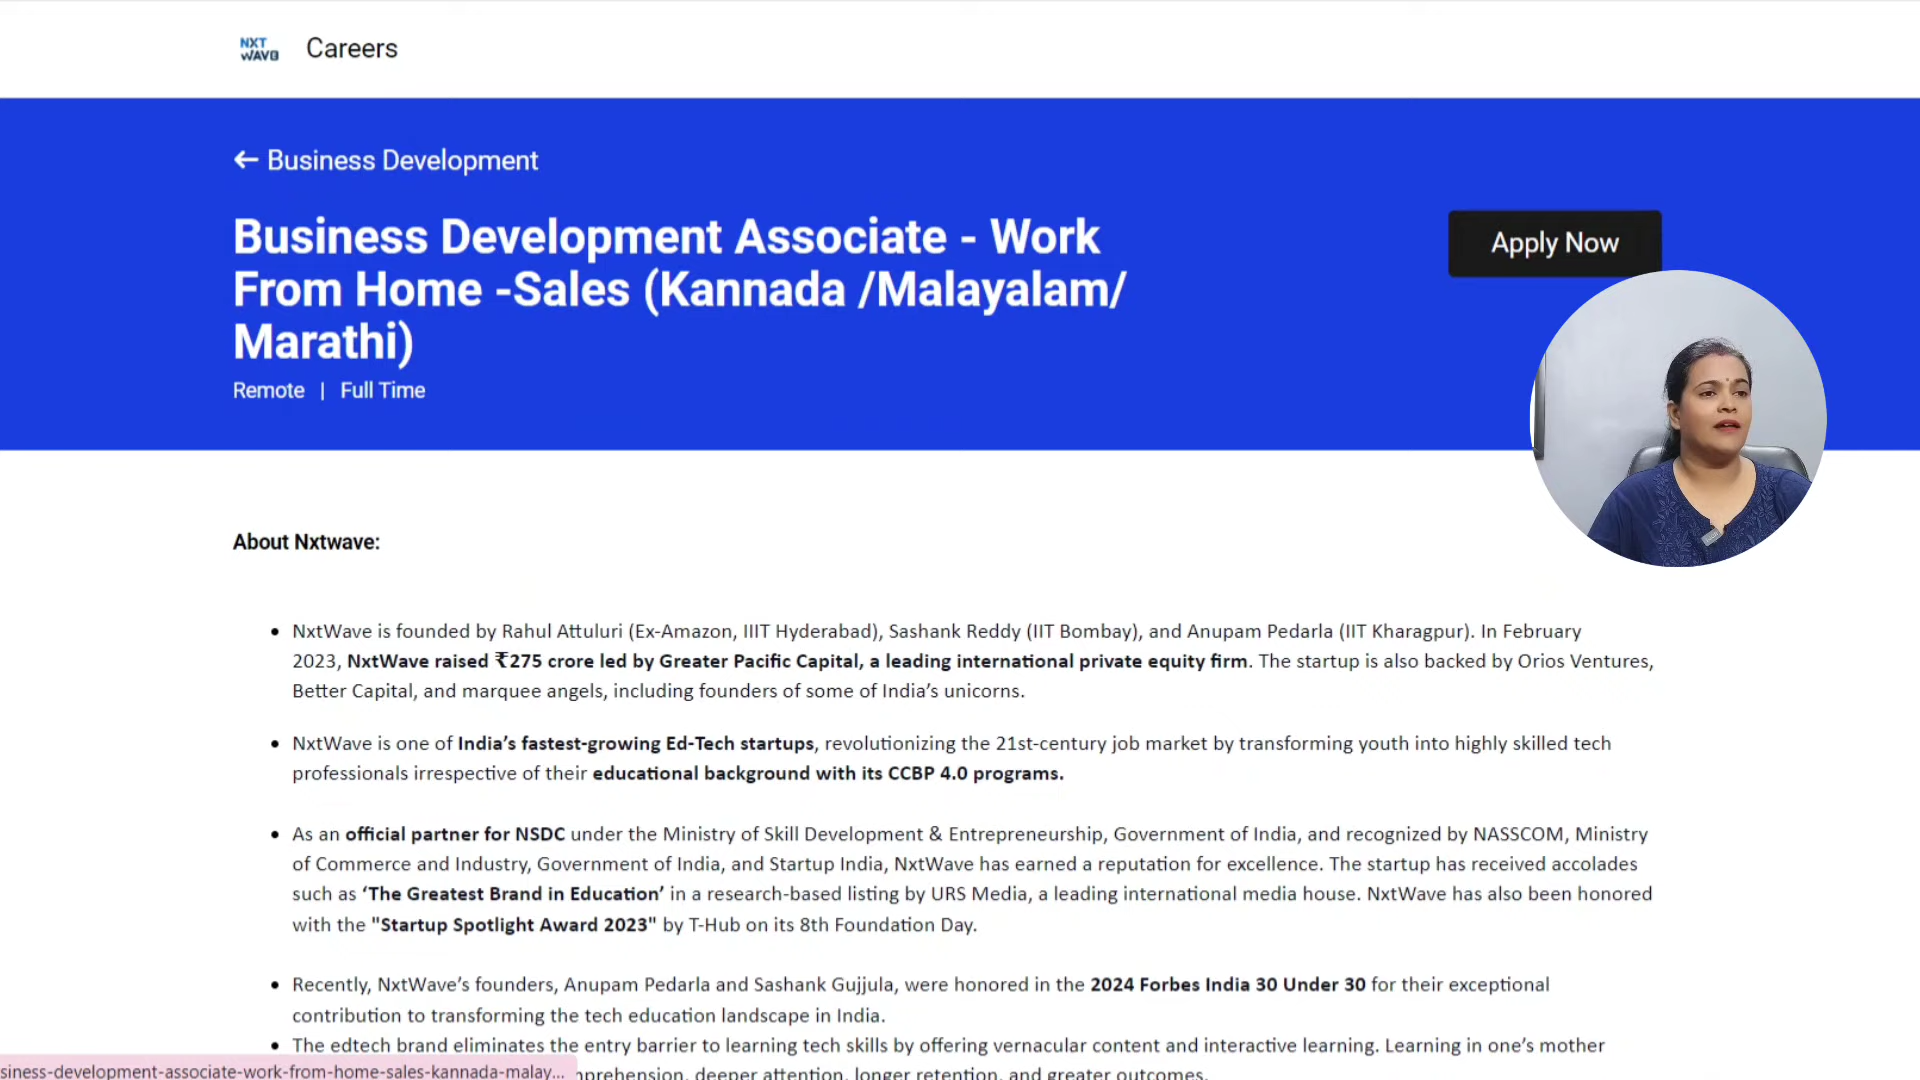 NXT
WAVE
Careers
← Business Development
Business Development Associate - Work
From Home -Sales (Kannada /Malayalam/
Marathi)
Remote | Full Time
Apply Now
About Nxtwave:
• NxtWave is founded by Rahul Attuluri (Ex-Amazon, IIIT Hyderabad), Sashank Reddy (IIT Bombay), and Anupam Pedarla (IIT Kharagpur). In February
2023, NxtWave raised ₹275 crore led by Greater Pacific Capital, a leading international private equity firm. The startup is also backed by Orios Ventures,
Better Capital, and marquee angels, including founders of some of India’s unicorns.
• NxtWave is one of India’s fastest-growing Ed-Tech startups, revolutionizing the 21st-century job market by transforming youth into highly skilled tech
professionals irrespective of their educational background with its CCBP 4.0 programs.
• As an official partner for NSDC under the Ministry of Skill Development & Entrepreneurship, Government of India, and recognized by NASSCOM, Ministry
of Commerce and Industry, Government of India, and Startup India, NxtWave has earned a reputation for excellence. The startup has received accolades
such as ‘The Greatest Brand in Education’ in a research-based listing by URS Media, a leading international media house. NxtWave has also been honored
with the "Startup Spotlight Award 2023" by T-Hub on its 8th Foundation Day.
• Recently, NxtWave’s founders, Anupam Pedarla and Sashank Gujjula, were honored in the 2024 Forbes India 30 Under 30 for their exceptional
contribution to transforming the tech education landscape in India.
• The edtech brand eliminates the entry barrier to learning tech skills by offering vernacular content and interactive learning. Learning in one’s mother
siness-development-associate-work-from-home-sales-kannada-malay... nprehension, deeper attention, longer retention, and greater outcomes.